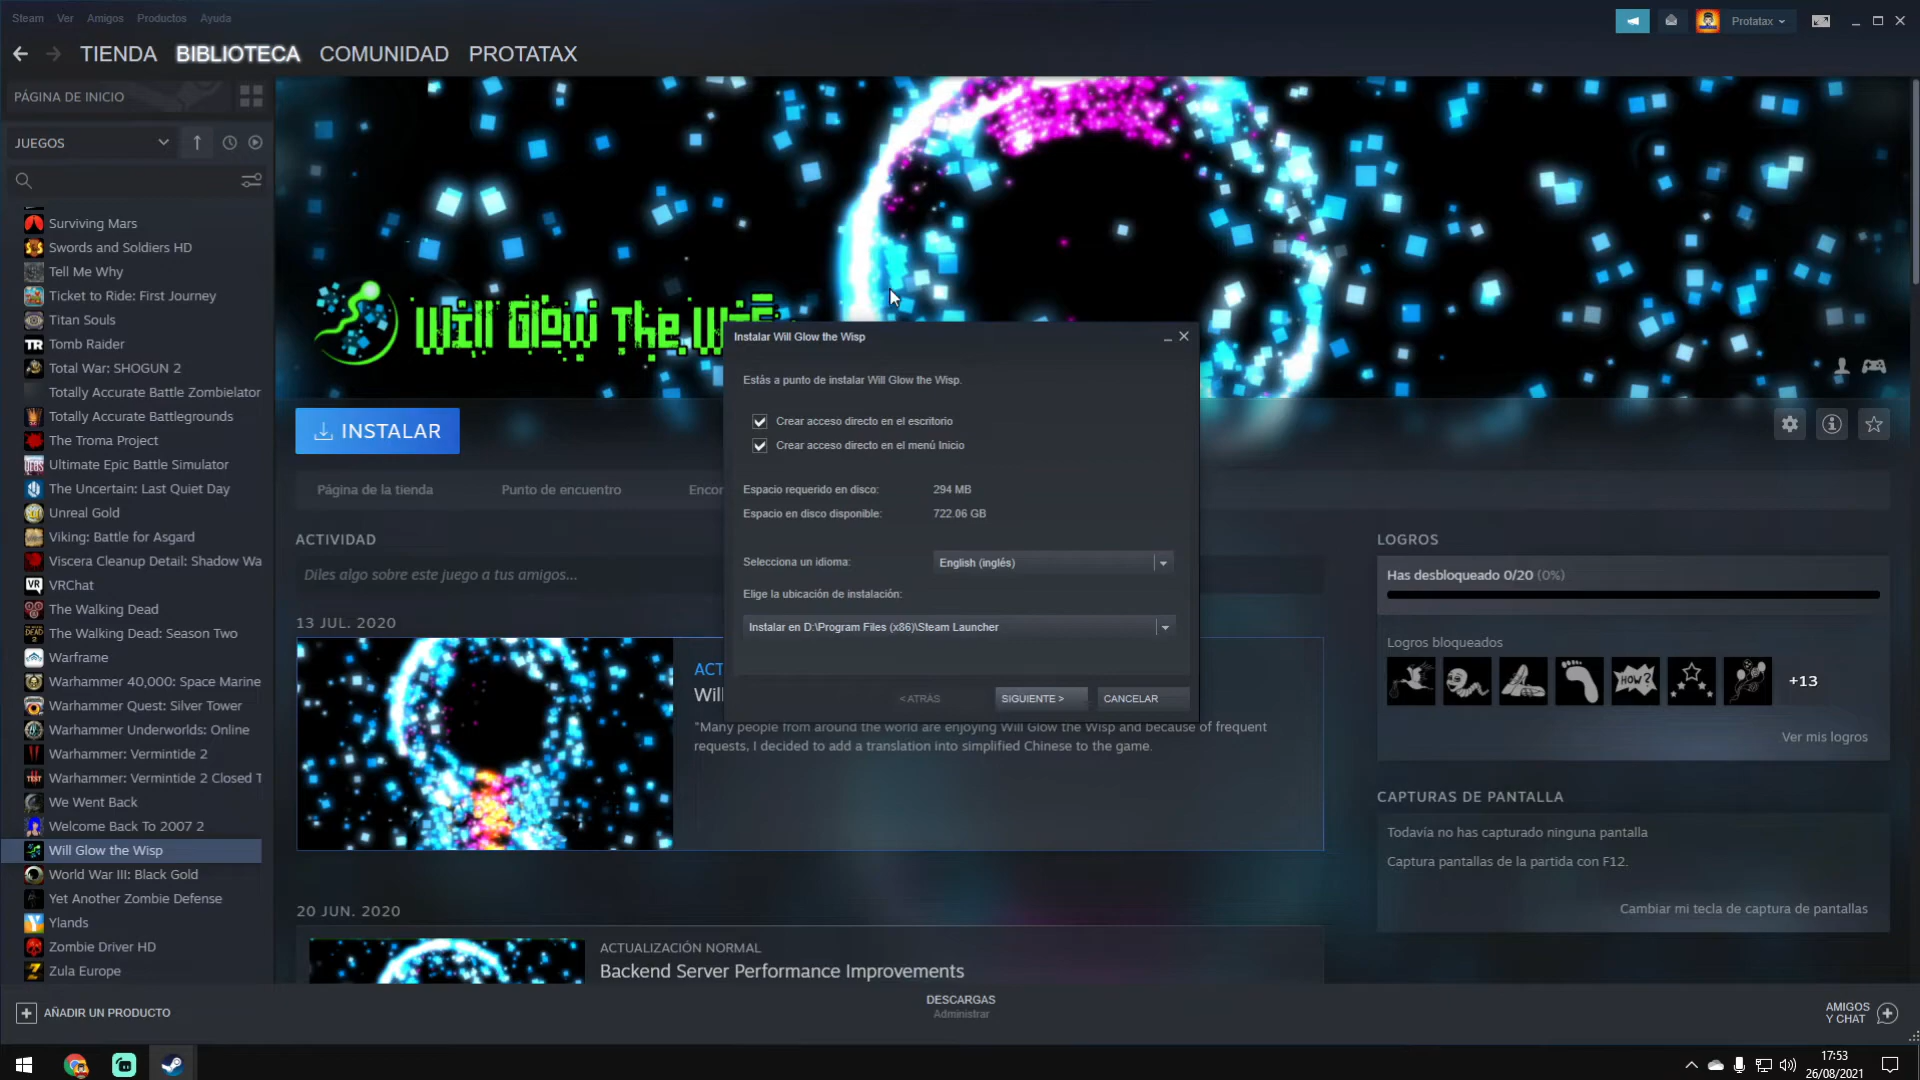 Steam Ver Amigos Productos Ayuda
Protatax
TIENDA BIBLIOTECA COMUNIDAD PROTATAX
PÁGINA DE INICIO
JUEGOS
Surviving Mars
Swords and Soldiers HD
Tell Me Why
Ticket to Ride: First Journey
Titan Souls
Tomb Raider
Total War: SHOGUN 2
Totally Accurate Battle Zombielator
Totally Accurate Battlegrounds
The Troma Project
Ultimate Epic Battle Simulator
The Uncertain: Last Quiet Day
Unreal Gold
Viking: Battle for Asgard
Viscera Cleanup Detail: Shadow Wa
VRChat
The Walking Dead
The Walking Dead: Season Two
Warframe
Warhammer 40,000: Space Marine
Warhammer Quest: Silver Tower
Warhammer Underworlds: Online
Warhammer: Vermintide 2
Warhammer: Vermintide 2 Closed T
We Went Back
Welcome Back To 2007 2
Will Glow the Wisp
World War III: Black Gold
Yet Another Zombie Defense
Ylands
Zombie Driver HD
Zula Europe
AÑADIR UN PRODUCTO
Will Glow The Wis
INSTALAR
Página de la tienda Punto de encuentro Encon
ACTIVIDAD
Diles algo sobre este juego a tus amigos...
13 JUL. 2020
ACT
Will
"Many people from around the world are enjoying Will Glow the Wisp and because of frequent
requests, I decided to add a translation into simplified Chinese to the game.
20 JUN. 2020
ACTUALIZACIÓN NORMAL
Backend Server Performance Improvements
Instalar Will Glow the Wisp
Estás a punto de instalar Will Glow the Wisp.
Crear acceso directo en el escritorio
Crear acceso directo en el menú Inicio
Espacio requerido en disco: 294 MB
Espacio en disco disponible: 722.06 GB
Selecciona un idioma: English (inglés)
Elige la ubicación de instalación:
Instalar en D:\Program Files (x86)\Steam Launcher
< ATRÁS SIGUIENTE > CANCELAR
LOGROS
Has desbloqueado 0/20 (0%)
Logros bloqueados
HOW?
+13
Ver mis logros
CAPTURAS DE PANTALLA
Todavía no has capturado ninguna pantalla
Captura pantallas de la partida con F12.
Cambiar mi tecla de captura de pantallas
DESCARGAS
Administrar
AMIGOS
Y CHAT
17:53
26/08/2021